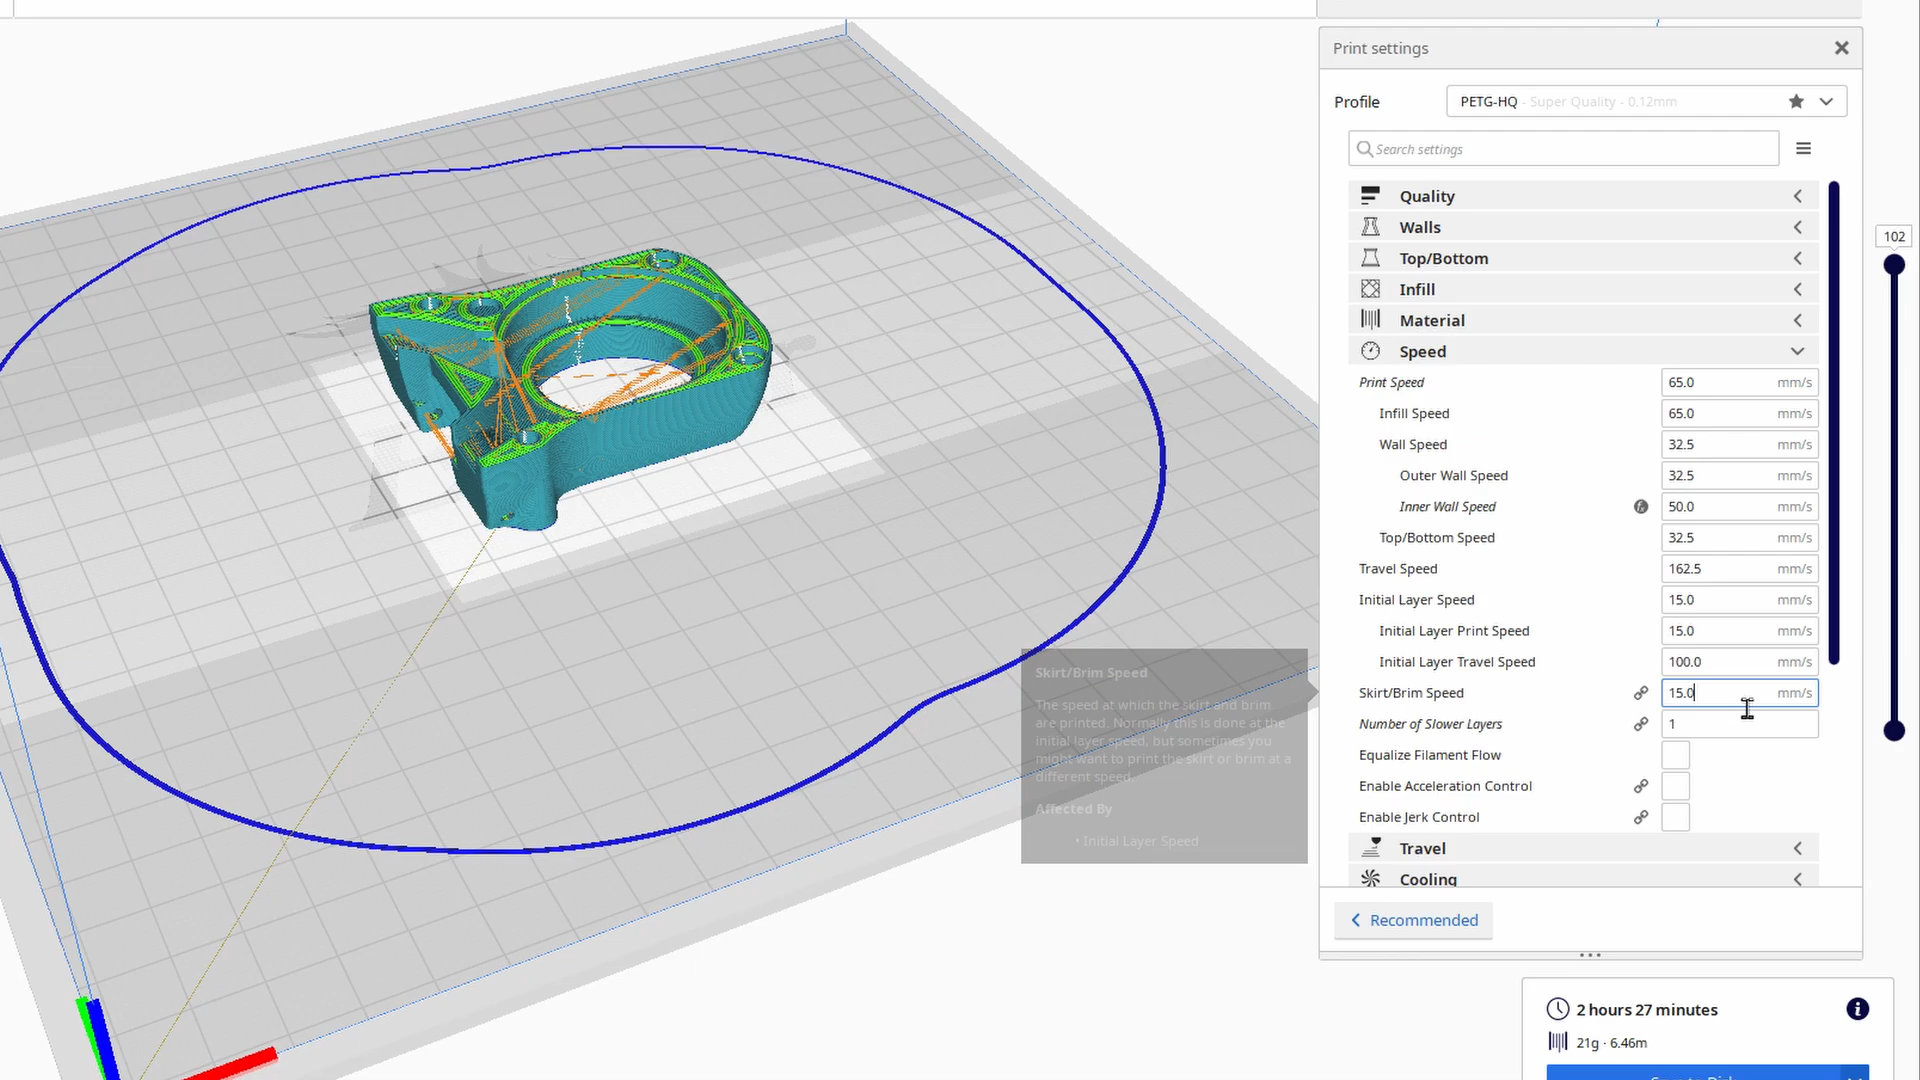 Print settings
Profile
PETG-HQ - Super Quality - 0.12mm
Search settings
Quality
Walls
Top/Bottom
Infill
Material
Speed
Print Speed 65.0 mm/s
Infill Speed 65.0 mm/s
Wall Speed 32.5 mm/s
Outer Wall Speed 32.5 mm/s
Inner Wall Speed 50.0 mm/s
Top/Bottom Speed 32.5 mm/s
Travel Speed 162.5 mm/s
Initial Layer Speed 15.0 mm/s
Initial Layer Print Speed 15.0 mm/s
Initial Layer Travel Speed 100.0 mm/s
Skirt/Brim Speed 15.0 mm/s
Number of Slower Layers 1
Equalize Filament Flow
Enable Acceleration Control
Enable Jerk Control
Travel
Cooling
Recommended
102
Skirt/Brim Speed
The speed at which the skirt and brim
are printed. Normally this is done at the
initial layer speed, but sometimes you
might want to print the skirt or brim at a
different speed.
Affected By
• Initial Layer Speed
2 hours 27 minutes
21g · 6.46m